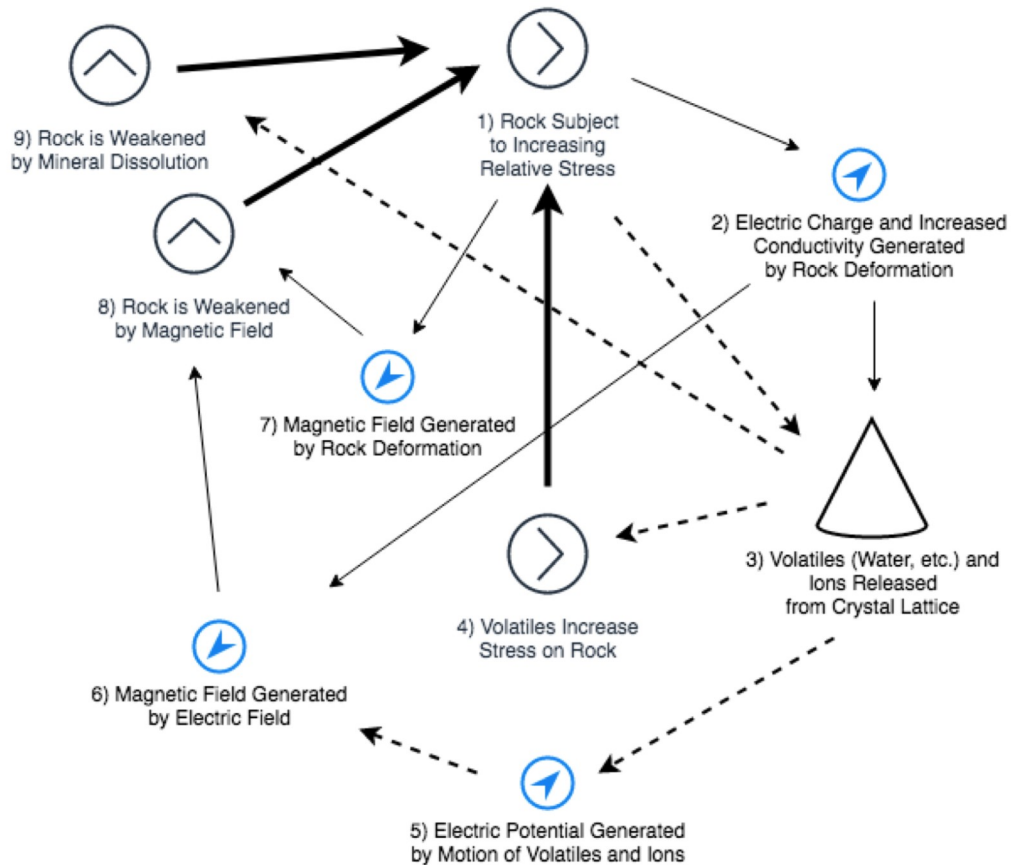 9) Rock is Weakened
by Mineral Dissolution
1) Rock Subject
to Increasing
Relative Stress
2) Electric Charge and Increased
Conductivity Generated
by Rock Deformation
8) Rock is Weakened
by Magnetic Field
7) Magnetic Field Generated
by Rock Deformation
3) Volatiles (Water, etc.) and
Ions Released
from Crystal Lattice
4) Volatiles Increase
Stress on Rock
6) Magnetic Field Generated
by Electric Field
5) Electric Potential Generated
by Motion of Volatiles and Ions